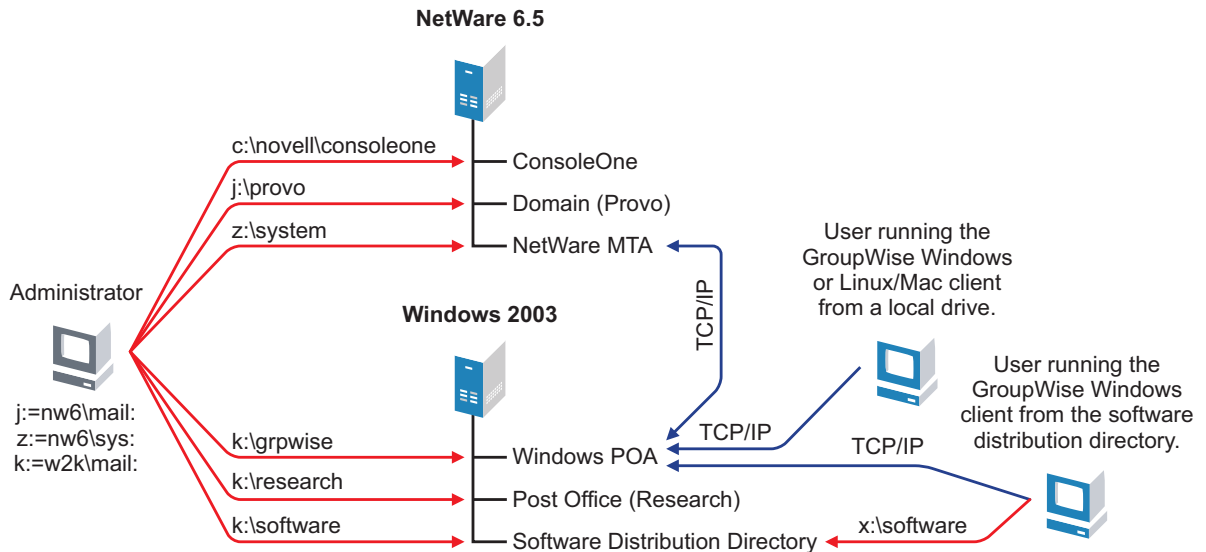 NetWare 6.5
c:\novell\consoleone
ConsoleOne
j:\provo
Domain (Provo)
z:\system
NetWare MTA
Administrator
j:=nw6\mail:
z:=nw6\sys:
k:=w2k\mail:
Windows 2003
TCP/IP
User running the
GroupWise Windows
or Linux/Mac client
from a local drive.
User running the
GroupWise Windows
client from the software
distribution directory.
k:\grpwise
Windows POA
TCP/IP
TCP/IP
k:\research
Post Office (Research)
k:\software
Software Distribution Directory
x:\software